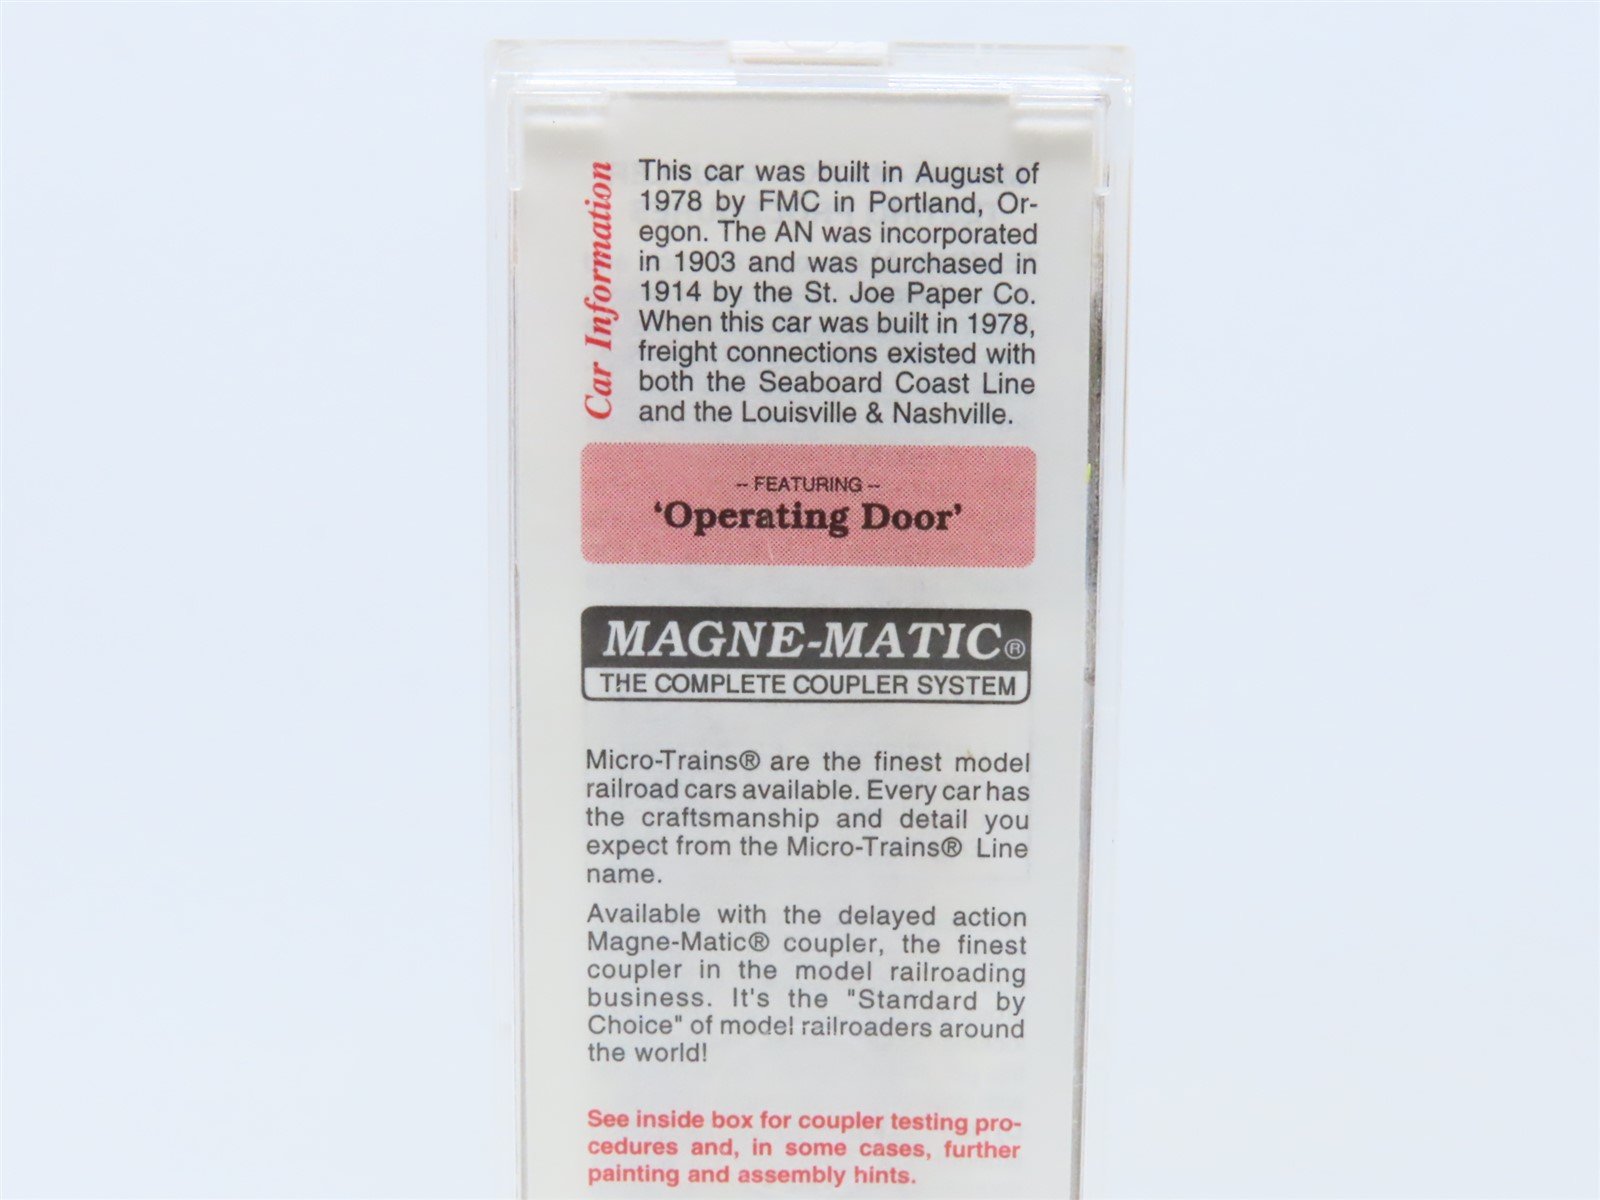 Car Information
This car was built in August of
1978 by FMC in Portland, Or-
egon. The AN was incorporated
in 1903 and was purchased in
1914 by the St. Joe Paper Co.
When this car was built in 1978,
freight connections existed with
both the Seaboard Coast Line
and the Louisville & Nashville.
-- FEATURING --
‘Operating Door’
MAGNE-MATIC®
THE COMPLETE COUPLER SYSTEM
Micro-Trains® are the finest model
railroad cars available. Every car has
the craftsmanship and detail you
expect from the Micro-Trains® Line
name.
Available with the delayed action
Magne-Matic® coupler, the finest
coupler in the model railroading
business. It's the "Standard by
Choice" of model railroaders around
the world!
See inside box for coupler testing pro-
cedures and, in some cases, further
painting and assembly hints.